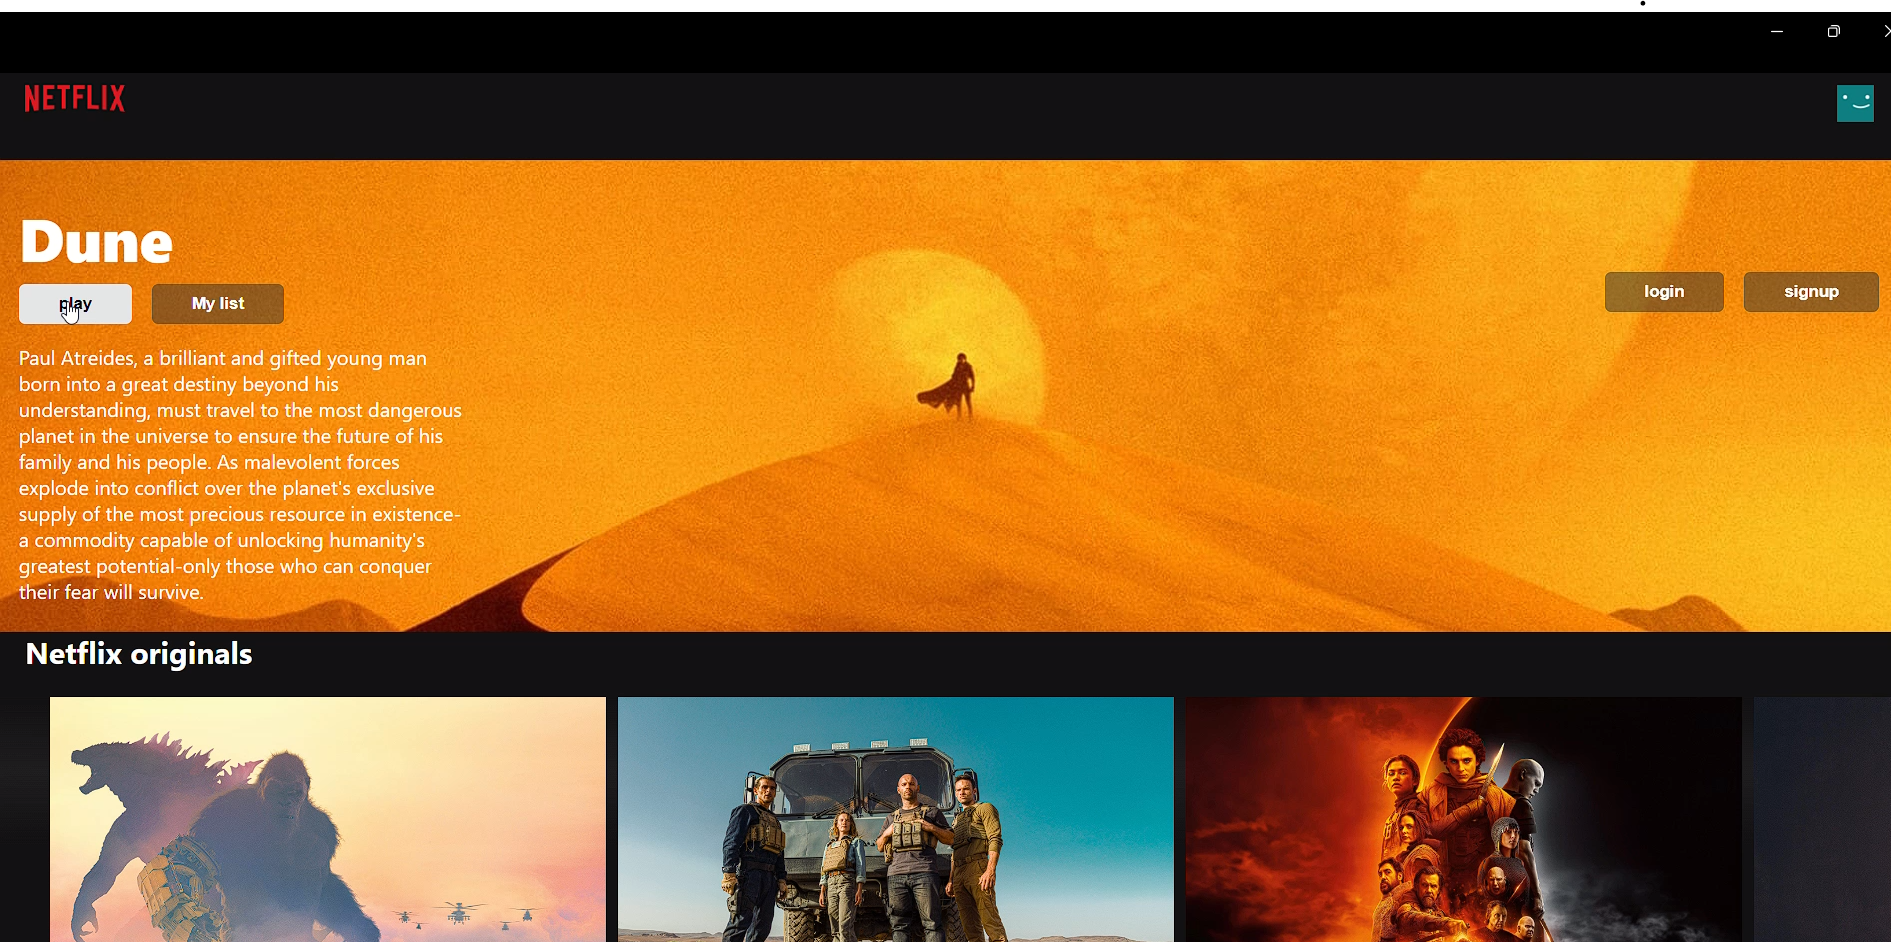 NETFLIX
Dune
play
My list
login
signup
Paul Atreides, a brilliant and gifted young man
born into a great destiny beyond his
understanding, must travel to the most dangerous
planet in the universe to ensure the future of his
family and his people. As malevolent forces
explode into conflict over the planet's exclusive
supply of the most precious resource in existence-
a commodity capable of unlocking humanity's
greatest potential-only those who can conquer
their fear will survive.
Netflix originals